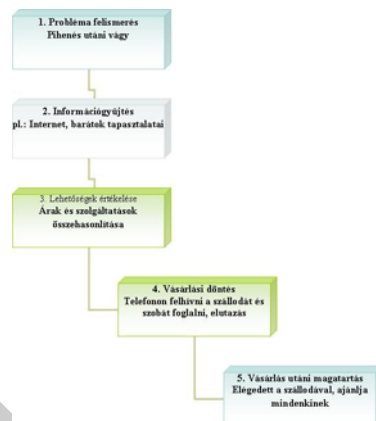 1. Probléma felismerés
Pihenés utáni vágy
2. Információgyűjtés
pl.: Internet, barátok tapasztalatai
3. Lehetőségek értékelése
Árak és szolgáltatások
összehasonlítása
4. Vásárlási döntés
Telefonon felhívni a szállodát és
szobát foglalni, elutazás
5. Vásárlás utáni magatartás
Elégedett a szállodával, ajánlja
mindenkinek